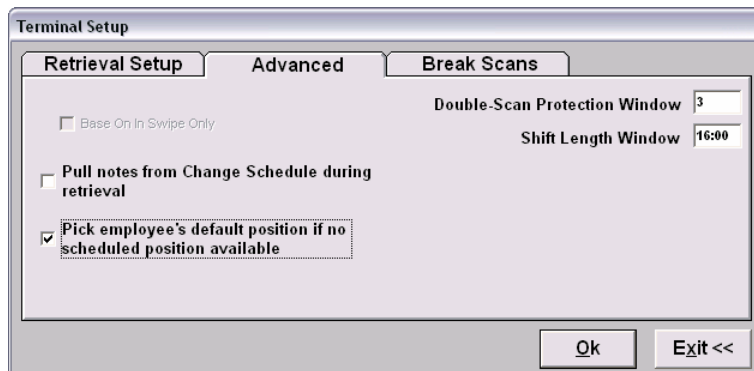 Terminal Setup
Retrieval Setup
Advanced
Break Scans
Base On In Swipe Only
Pull notes from Change Schedule during
retrieval
Pick employee's default position if no
scheduled position available
Double-Scan Protection Window 3
Shift Length Window 16:00
Ok
Exit <<